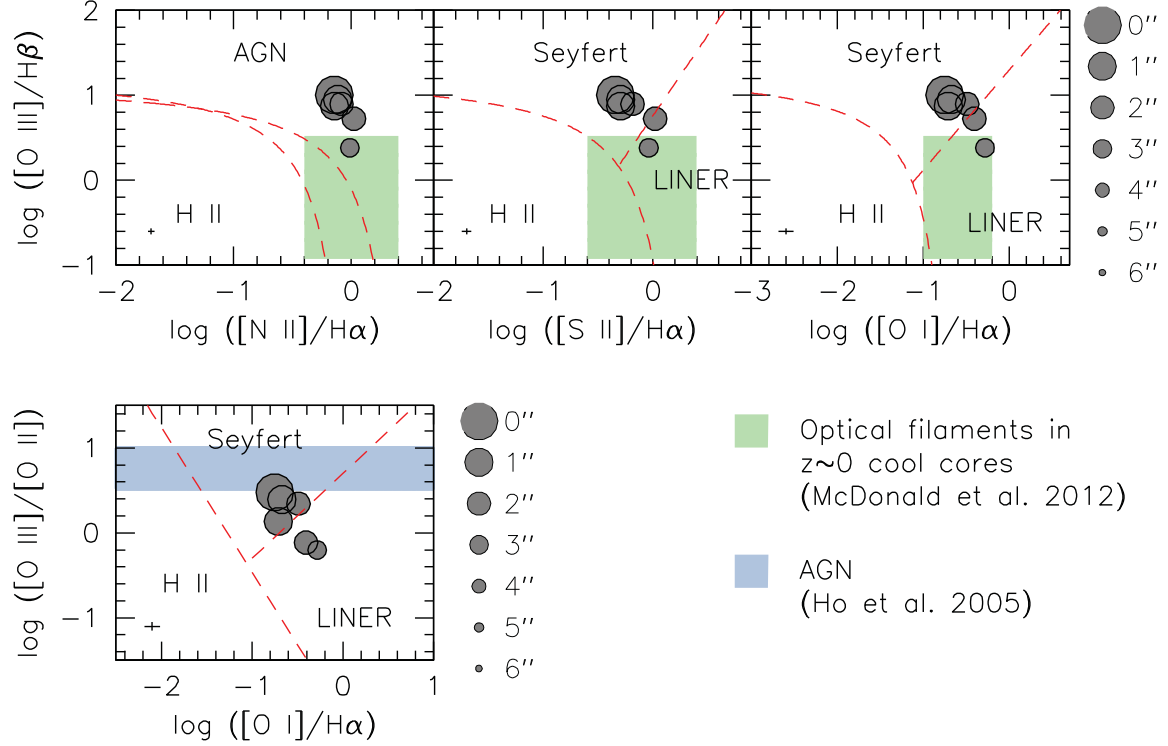 2
1
0
−1
log ([O III]/Hβ)
AGN
H II
−2 −1 0
log ([N II]/Hα)
Seyfert
LINER
H II
−2 −1 0
log ([S II]/Hα)
Seyfert
H II
LINER
−3 −2 −1 0
log ([O I]/Hα)
0″
1″
2″
3″
4″
5″
6″
1
0
−1
log ([O III]/[O II])
Seyfert
H II
LINER
−2 −1 0 1
log ([O I]/Hα)
0″
1″
2″
3″
4″
5″
6″
Optical filaments in
z~0 cool cores
(McDonald et al. 2012)
AGN
(Ho et al. 2005)